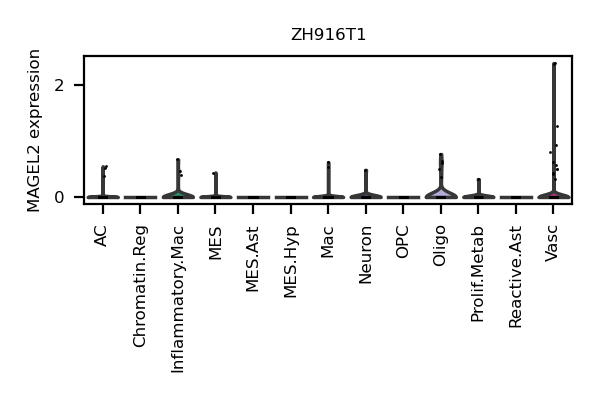 ZH916T1
MAGEL2 expression
2
0
AC
Chromatin.Reg
Inflammatory.Mac
MES
MES.Ast
MES.Hyp
Mac
Neuron
OPC
Oligo
Prolif.Metab
Reactive.Ast
Vasc